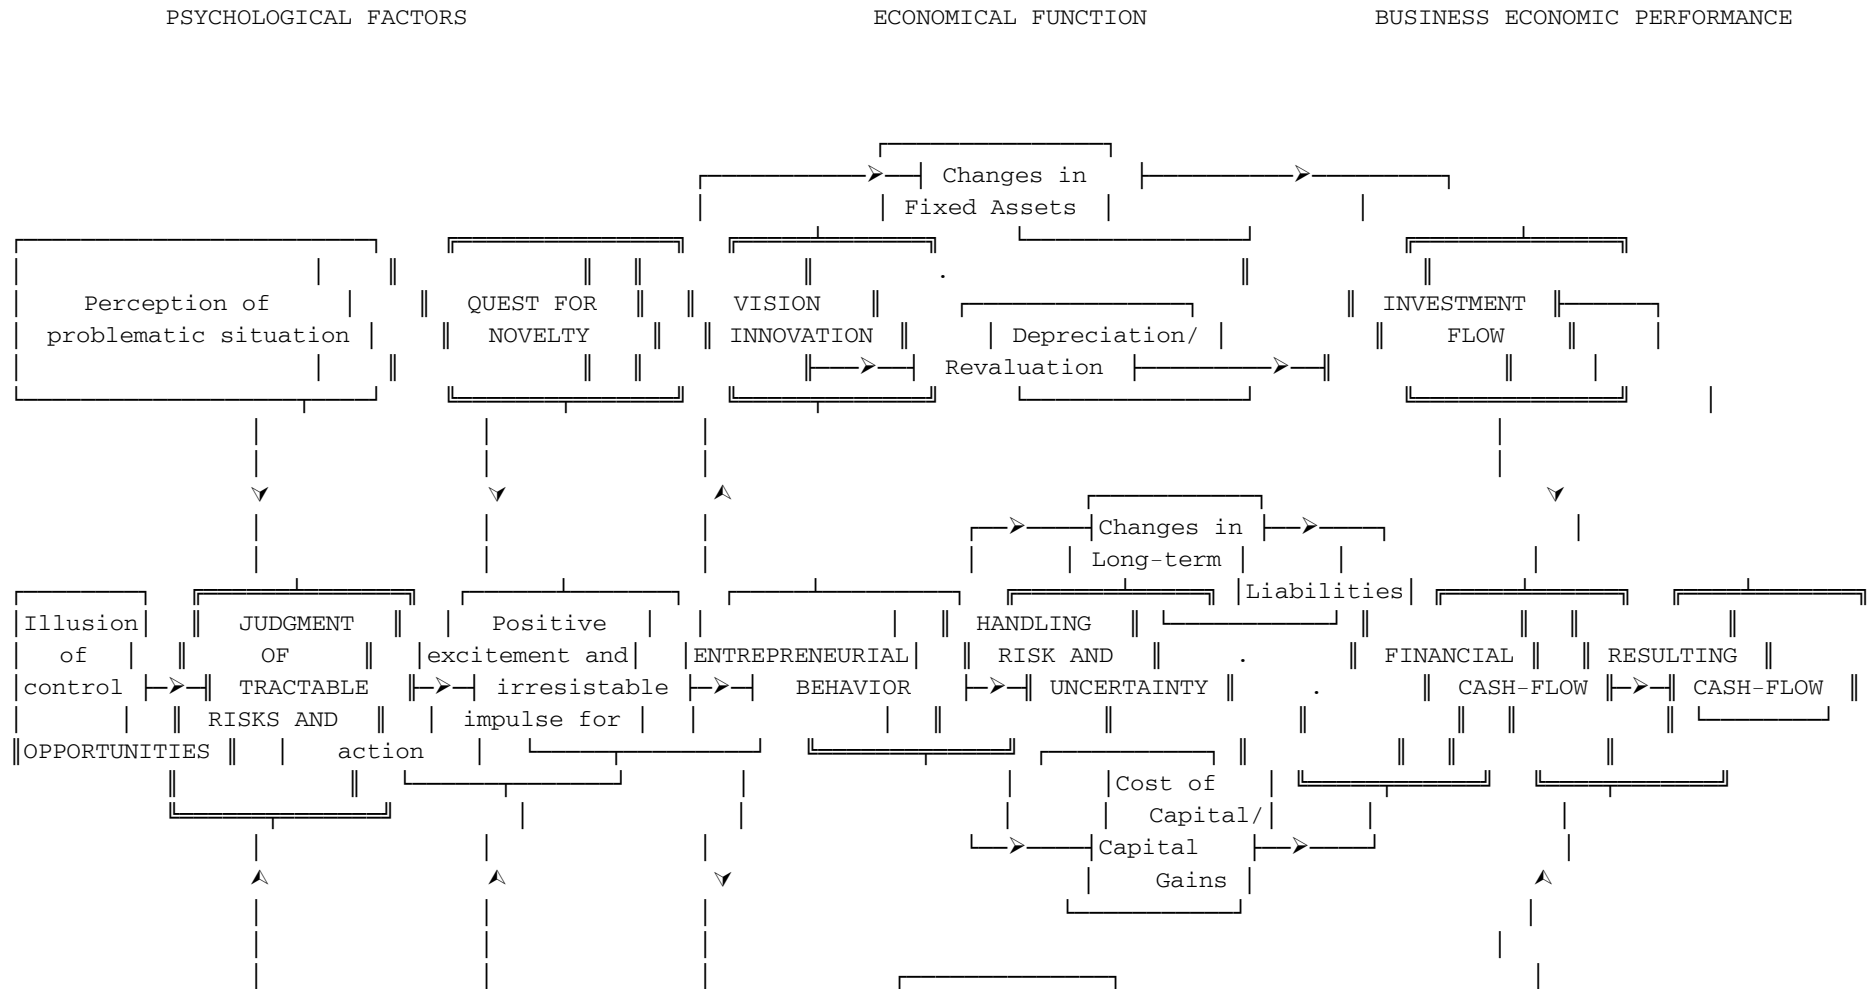 PSYCHOLOGICAL FACTORS ECONOMICAL FUNCTION BUSINESS ECONOMIC PERFORMANCE
Changes in
Fixed Assets
Perception of QUEST FOR VISION INVESTMENT
problematic situation NOVELTY INNOVATION Depreciation/ FLOW
Revaluation
Changes in
Long-term
Liabilities
Illusion JUDGMENT Positive HANDLING
of OF excitement and ENTREPRENEURIAL RISK AND . FINANCIAL RESULTING
control TRACTABLE irresistable BEHAVIOR UNCERTAINTY . CASH-FLOW CASH-FLOW
RISKS AND impulse for
OPPORTUNITIES action
Cost of
Capital/
Capital
Gains